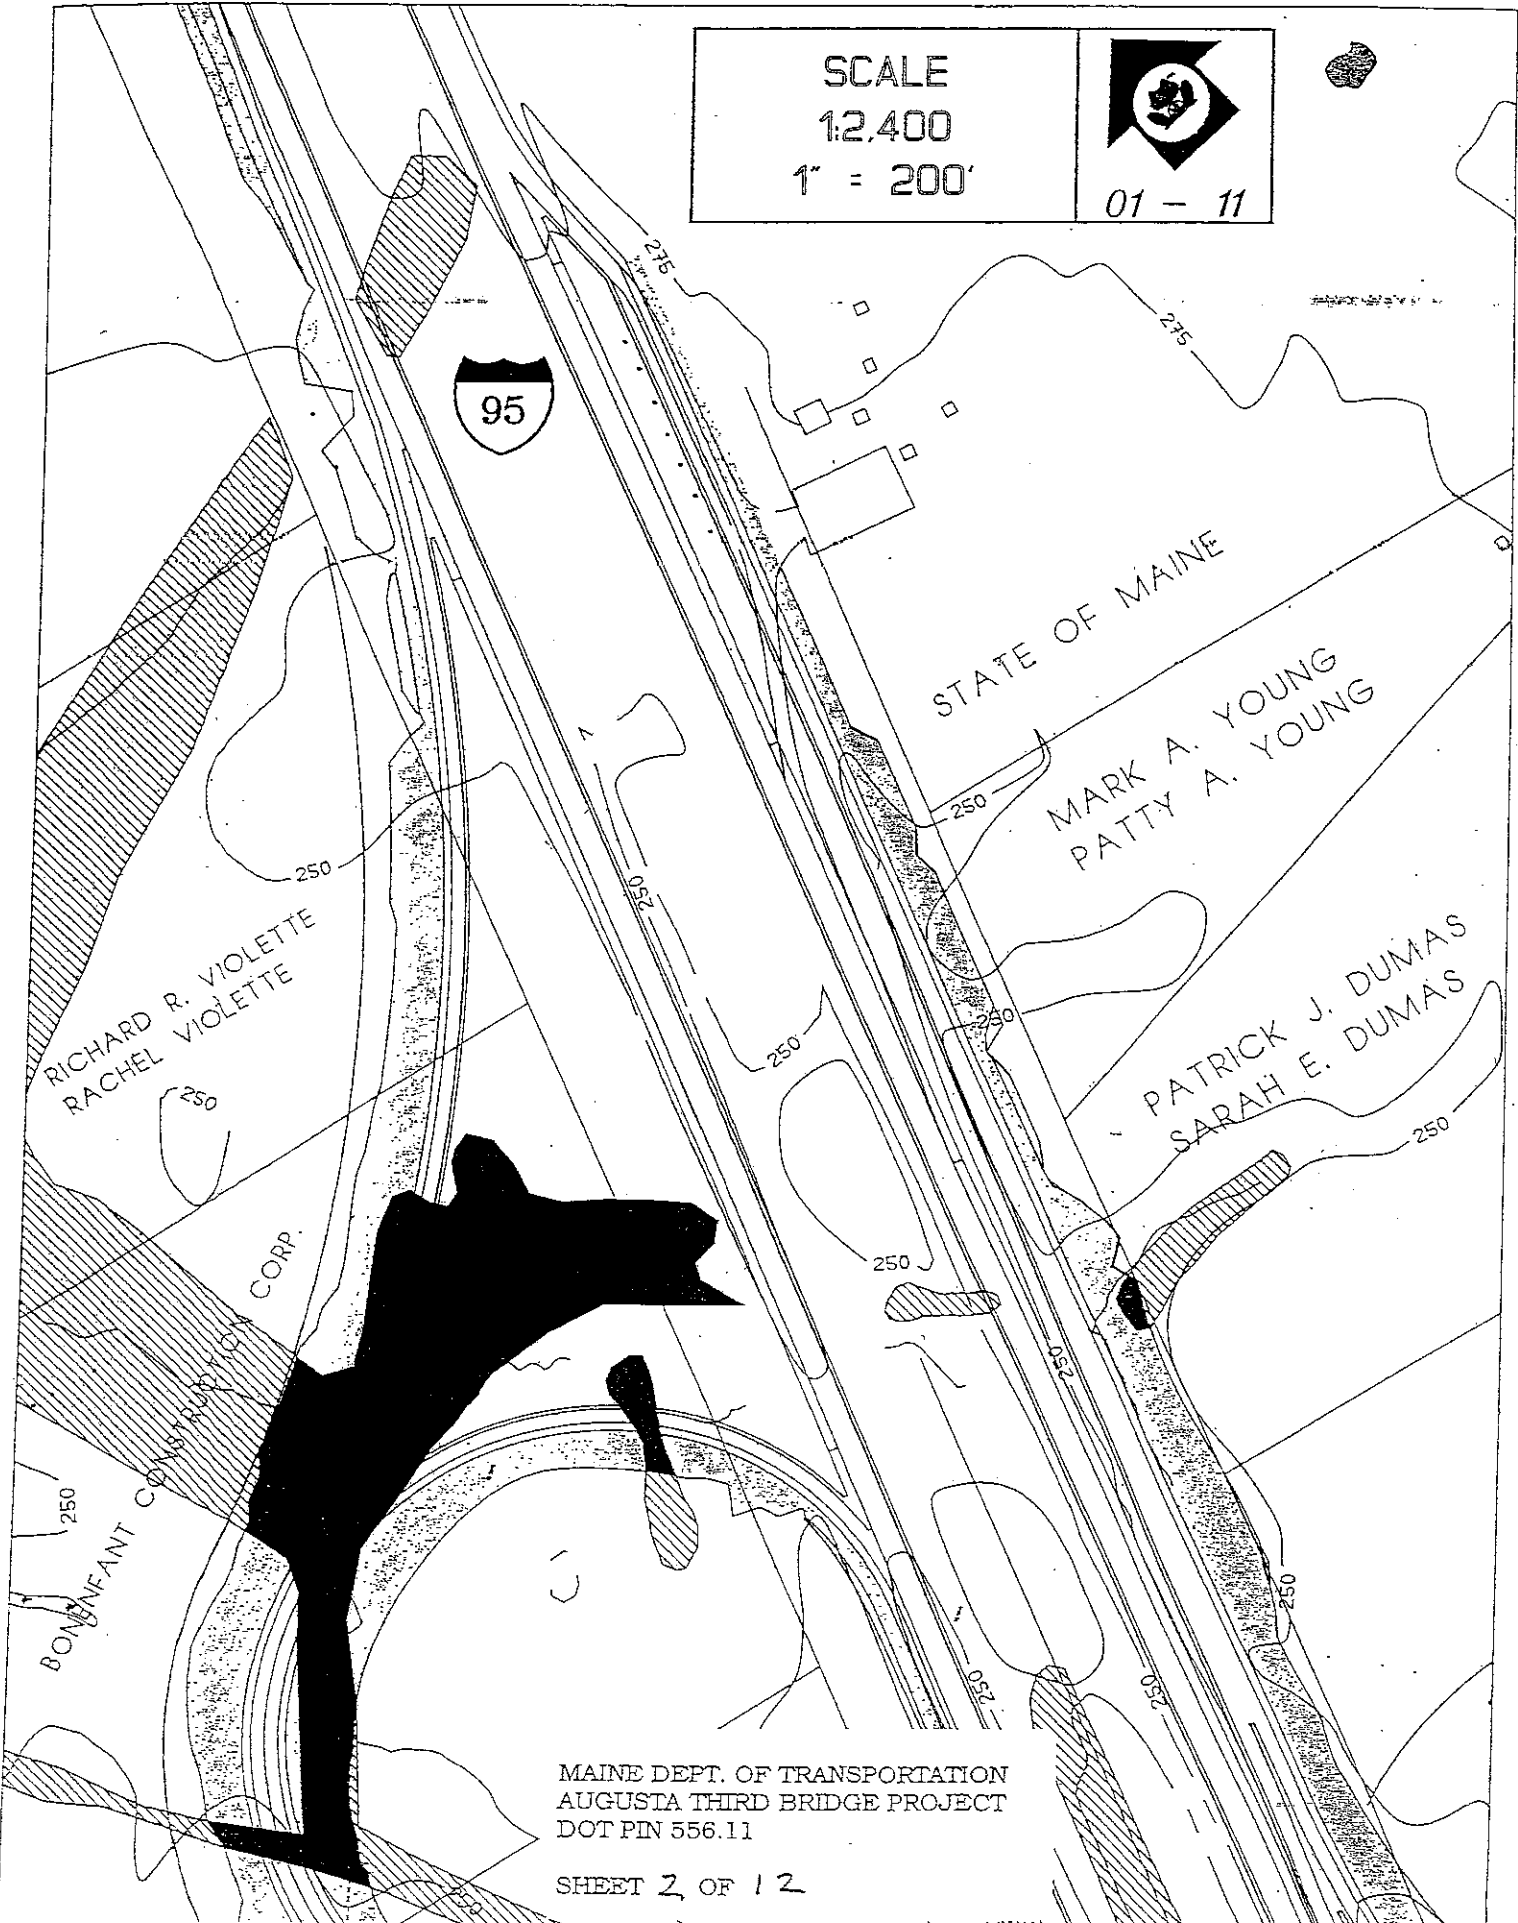 SCALE
1:2,400
1" = 200'
01 - 11
275
275
95
STATE OF MAINE
MARK A. YOUNG
PATTY A. YOUNG
250
250
250
RICHARD R. VIOLETTE
RACHEL VIOLETTE
250
250
250
PATRICK J. DUMAS
SARAH E. DUMAS
250
250
250
BONENFANT CONSTRUCTION CORP.
250
250
250
250
MAINE DEPT. OF TRANSPORTATION
AUGUSTA THIRD BRIDGE PROJECT
DOT PIN 556.11
SHEET 2 OF 12